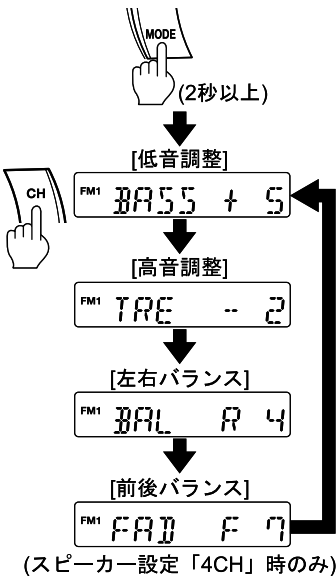 MODE
(2秒以上)
[低音調整]
CH
FM1 BASS + 5
[高音調整]
FM1 TRE -- 2
[左右バランス]
FM1 BAL R 4
[前後バランス]
FM1 FAD F 7
(スピーカー設定「4CH」時のみ)